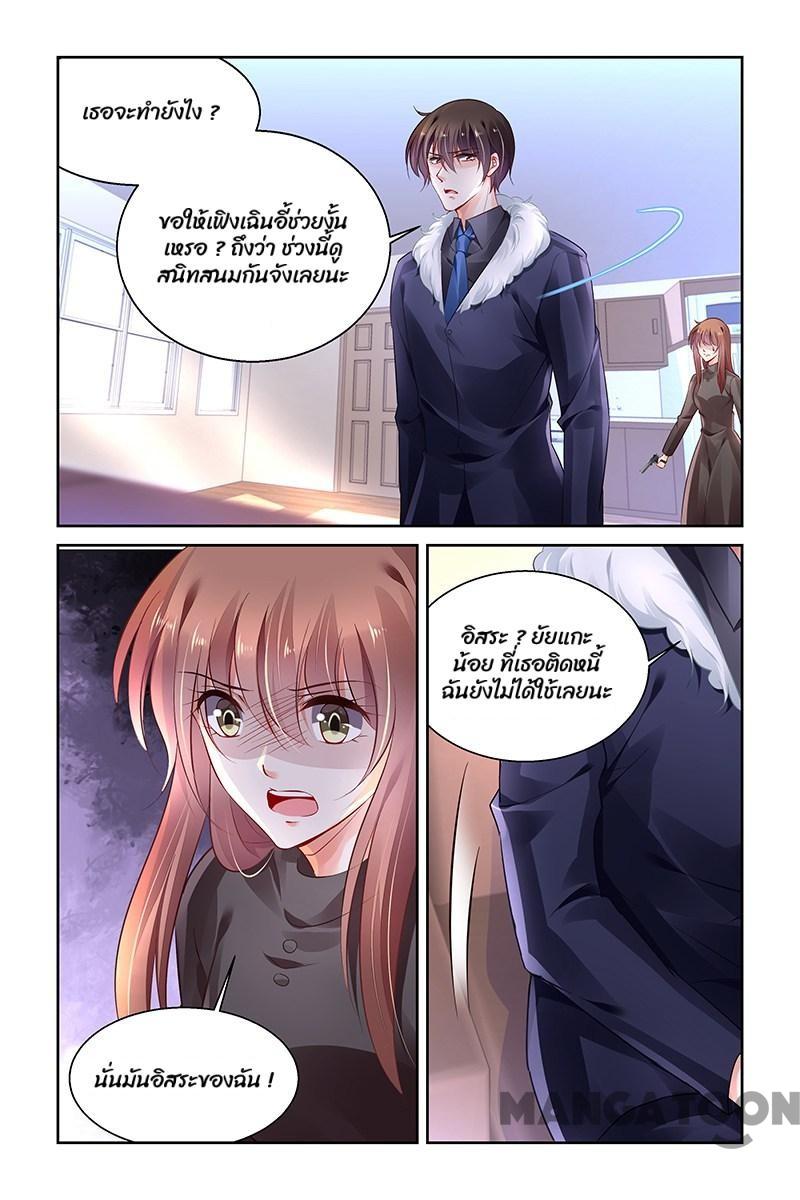 เธอจะทำยังไง ?
ขอให้เฟิงเฉินอี้ช่วยงั้น
เหรอ ? ถึงว่า ช่วงนี้ดู
สนิทสนมกันจังเลยนะ
นั่นมันอิสระของฉัน !
อิสระ ? ยัยแกะ
น้อย ที่เธอติดหนี้
ฉันยังไม่ได้ใช้เลยนะ
MANGATOON